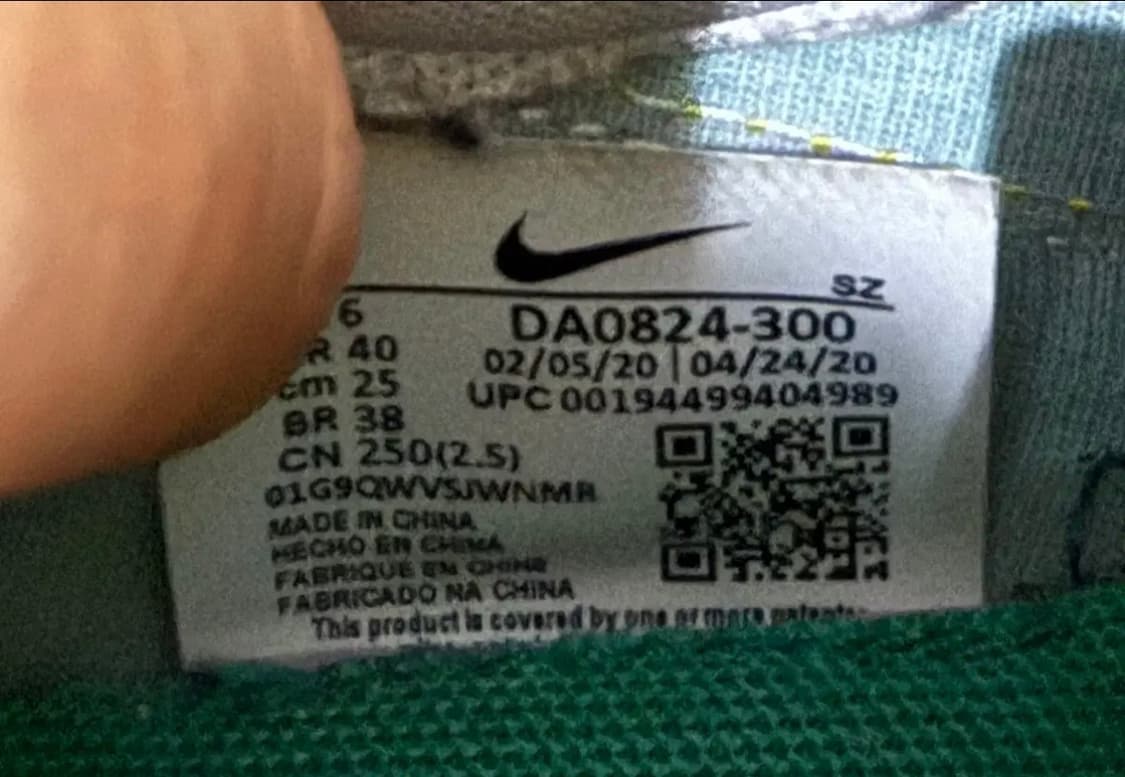 SZ
6
DA0824-300
R 40
02/05/20 | 04/24/20
cm 25
UPC 00194499404989
BR 38
CN 250(2.5)
01G9QWVSJWNMR
MADE IN CHINA
HECHO EN CHINA
FABRIQUE EN CHINE
FABRICADO NA CHINA
This product is covered by one or more patents.